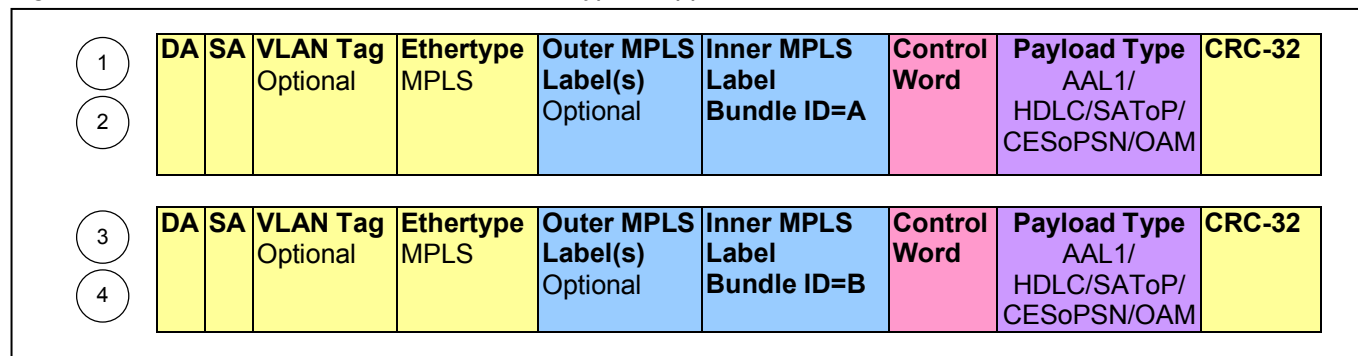 1
2
DA SA VLAN Tag Ethertype Outer MPLS Inner MPLS Control Payload Type CRC-32
Optional MPLS Label(s) Label Word AAL1/
Optional Bundle ID=A HDLC/SAToP/
CESoPSN/OAM
3
4
DA SA VLAN Tag Ethertype Outer MPLS Inner MPLS Control Payload Type CRC-32
Optional MPLS Label(s) Label Word AAL1/
Optional Bundle ID=B HDLC/SAToP/
CESoPSN/OAM